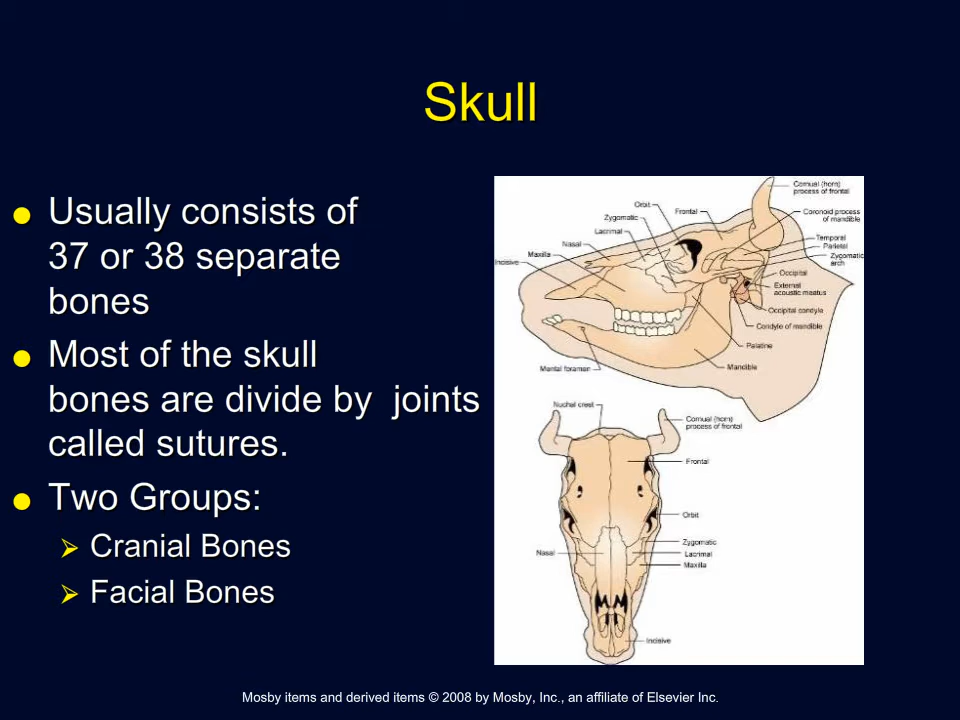 Skull
Usually consists of
37 or 38 separate
bones
Most of the skull
bones are divide by joints
called sutures.
Two Groups:
Cranial Bones
Facial Bones
Cornual (horn)
process of frontal
Orbit
Frontal
Zygomatic
Coronoid process
of mandible
Lacrimal
Nasal
Temporal
Parietal
Maxilla
Zygomatic
arch
Incisive
Occipital
External
acoustic meatus
Occipital condyle
Condyle of mandible
Palatine
Mental foramen
Mandible
Nuchal crest
Cornual (horn)
process of frontal
Frontal
Orbit
Zygomatic
Nasal
Lacrimal
Maxilla
Incisive
Mosby items and derived items © 2008 by Mosby, Inc., an affiliate of Elsevier Inc.